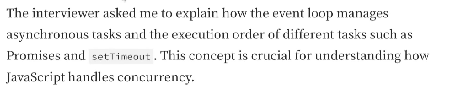 The interviewer asked me to explain how the event loop manages
asynchronous tasks and the execution order of different tasks such as
Promises and setTimeout. This concept is crucial for understanding how
JavaScript handles concurrency.